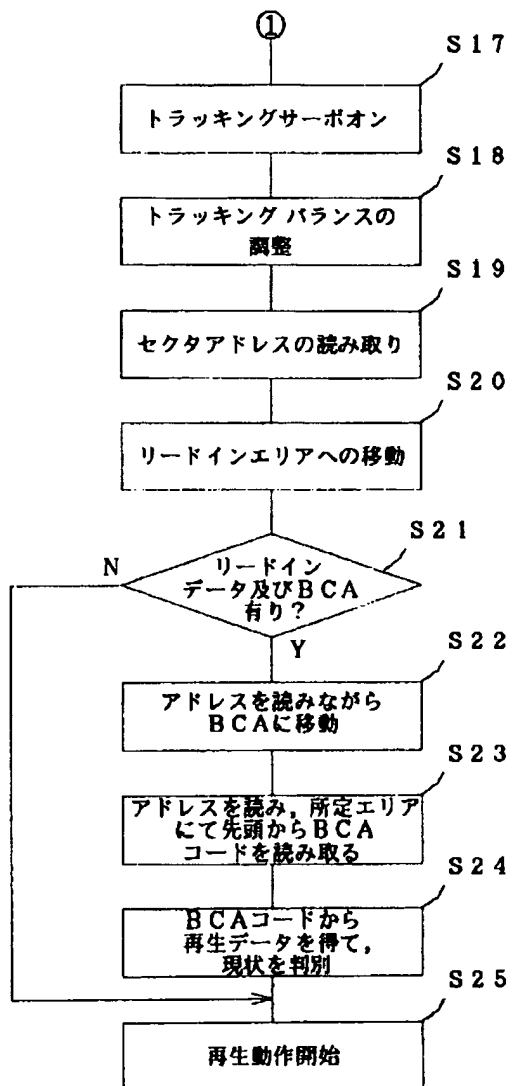 ①
S17
トラッキングサーボオン
S18
トラッキング バランスの
調整
S19
セクタアドレスの読み取り
S20
リードインエリアへの移動
S21
リードイン
データ及びBCA
有り？
N
Y
S22
アドレスを読みながら
BCAに移動
S23
アドレスを読み，所定エリア
にて先頭からBCA
コードを読み取る
S24
BCAコードから
再生データを得て，
現状を判別
S25
再生動作開始